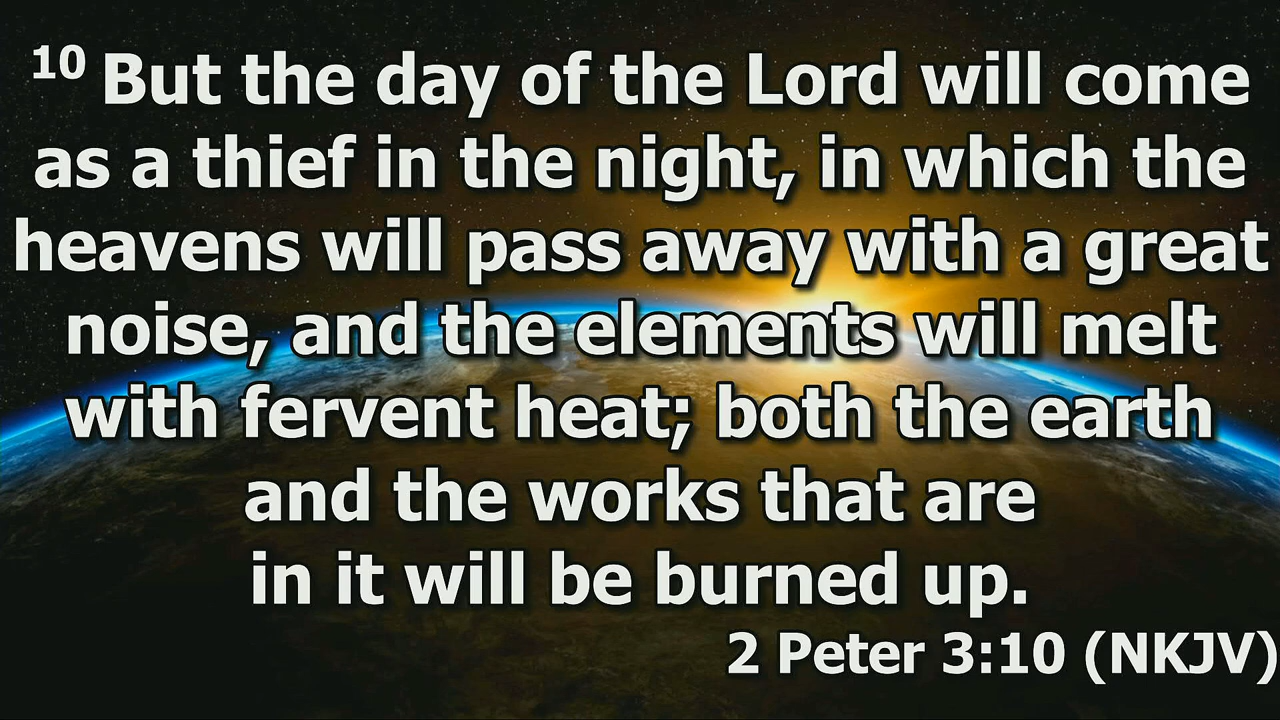 10 But the day of the Lord will come
as a thief in the night, in which the
heavens will pass away with a great
noise, and the elements will melt
with fervent heat; both the earth
and the works that are
in it will be burned up.
2 Peter 3:10 (NKJV)